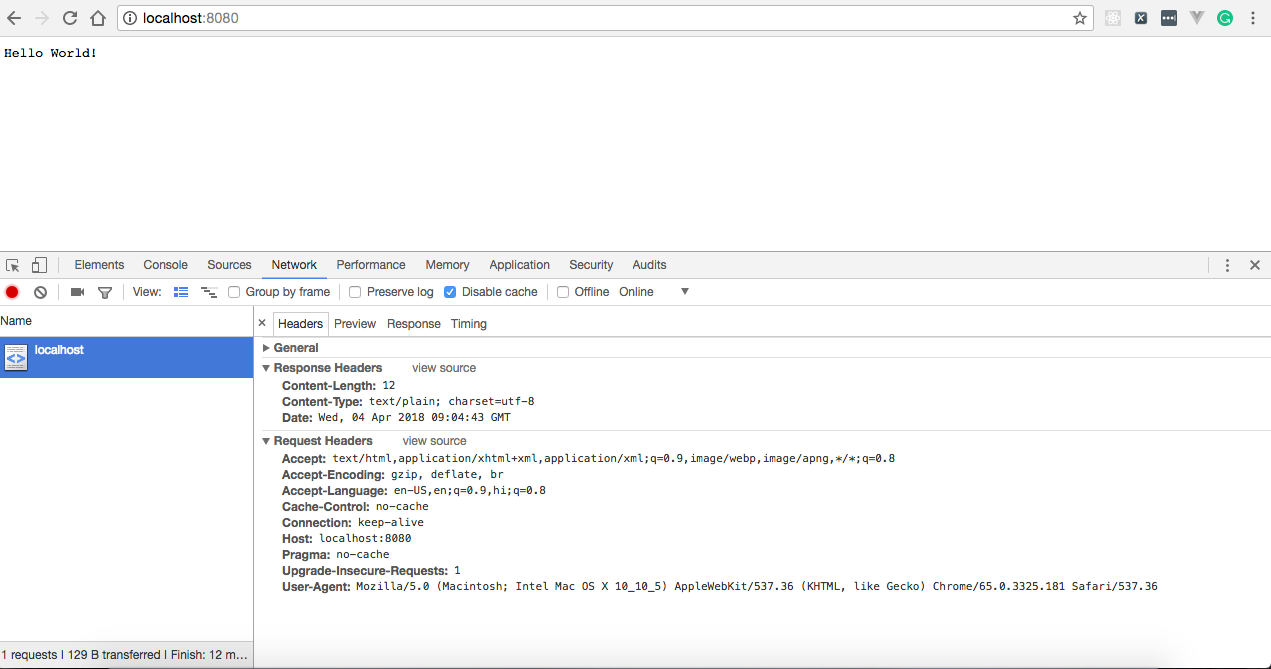 localhost:8080
Hello World!
Elements Console Sources Network Performance Memory Application Security Audits
View: Group by frame Preserve log Disable cache Offline Online
Name
Headers Preview Response Timing
localhost
General
Response Headers view source
Content-Length: 12
Content-Type: text/plain; charset=utf-8
Date: Wed, 04 Apr 2018 09:04:43 GMT
Request Headers view source
Accept: text/html,application/xhtml+xml,application/xml;q=0.9,image/webp,image/apng,*/*;q=0.8
Accept-Encoding: gzip, deflate, br
Accept-Language: en-US,en;q=0.9,hi;q=0.8
Cache-Control: no-cache
Connection: keep-alive
Host: localhost:8080
Pragma: no-cache
Upgrade-Insecure-Requests: 1
User-Agent: Mozilla/5.0 (Macintosh; Intel Mac OS X 10_10_5) AppleWebKit/537.36 (KHTML, like Gecko) Chrome/65.0.3325.181 Safari/537.36
1 requests | 129 B transferred | Finish: 12 m…